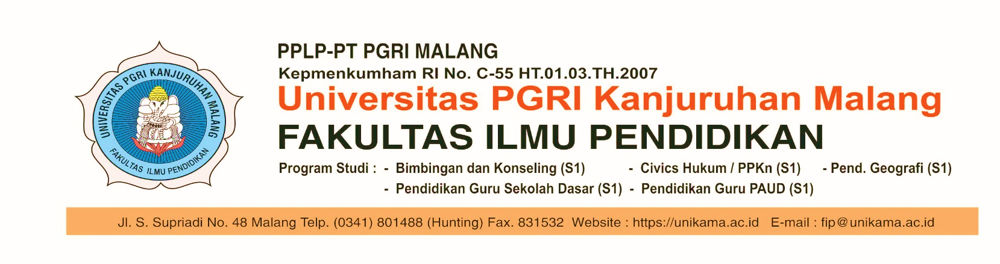 UNIVERSITAS PGRI KANJURUHAN MALANG
FAKULTAS ILMU PENDIDIKAN
PPLP-PT PGRI MALANG
Kepmenkumham RI No. C-55 HT.01.03.TH.2007
Universitas PGRI Kanjuruhan Malang
FAKULTAS ILMU PENDIDIKAN
Program Studi : - Bimbingan dan Konseling (S1) - Civics Hukum / PPKn (S1) - Pend. Geografi (S1)
- Pendidikan Guru Sekolah Dasar (S1) - Pendidikan Guru PAUD (S1)
Jl. S. Supriadi No. 48 Malang Telp. (0341) 801488 (Hunting) Fax. 831532 Website : https://unikama.ac.id E-mail : fip@unikama.ac.id